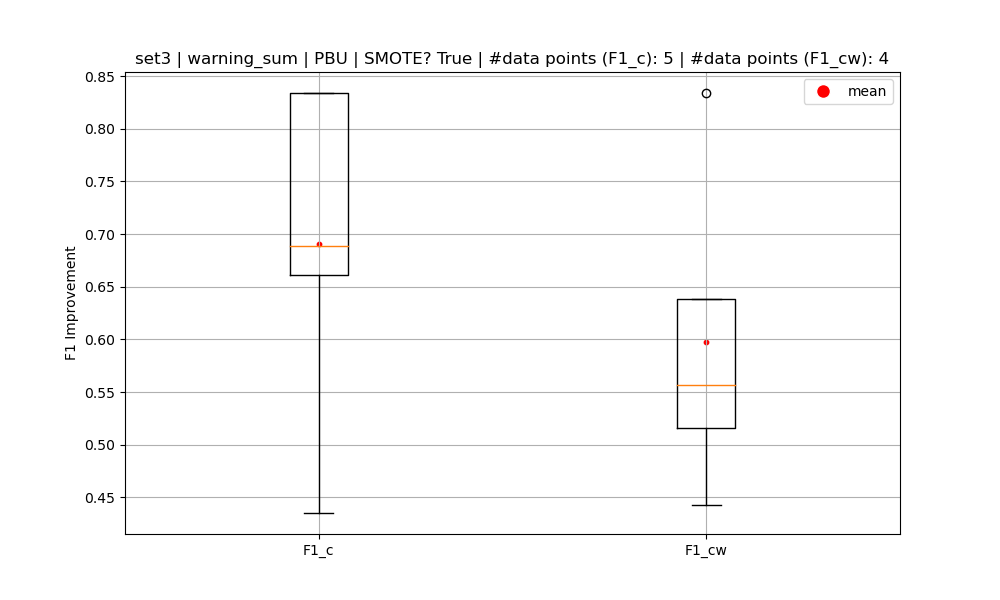 set3 | warning_sum | PBU | SMOTE? True | #data points (F1_c): 5 | #data points (F1_cw): 4
mean
0.85
0.80
0.75
0.70
0.65
0.60
0.55
0.50
0.45
F1 Improvement
F1_c
F1_cw